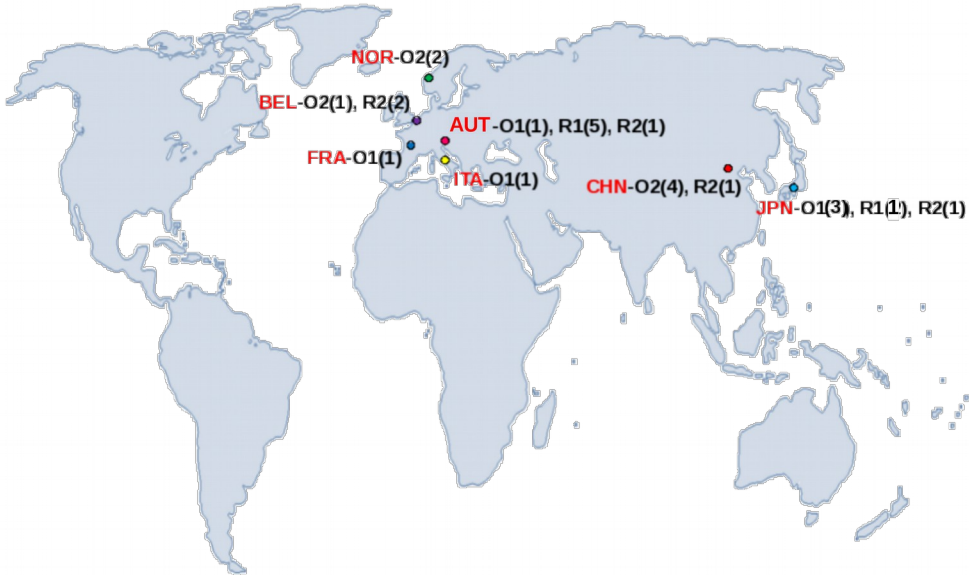 NOR-O2(2)
BEL-O2(1), R2(2)
AUT-O1(1), R1(5), R2(1)
FRA-O1(1)
ITA-O1(1)
CHN-O2(4), R2(1)
JPN-O1(3), R1(1), R2(1)